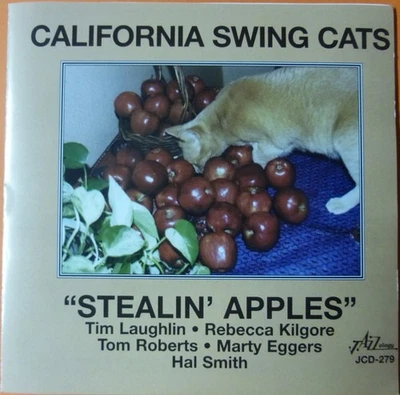 CALIFORNIA SWING CATS
“STEALIN’ APPLES”
Tim Laughlin • Rebecca Kilgore
Tom Roberts • Marty Eggers
Hal Smith
JAZZology
JCD-279